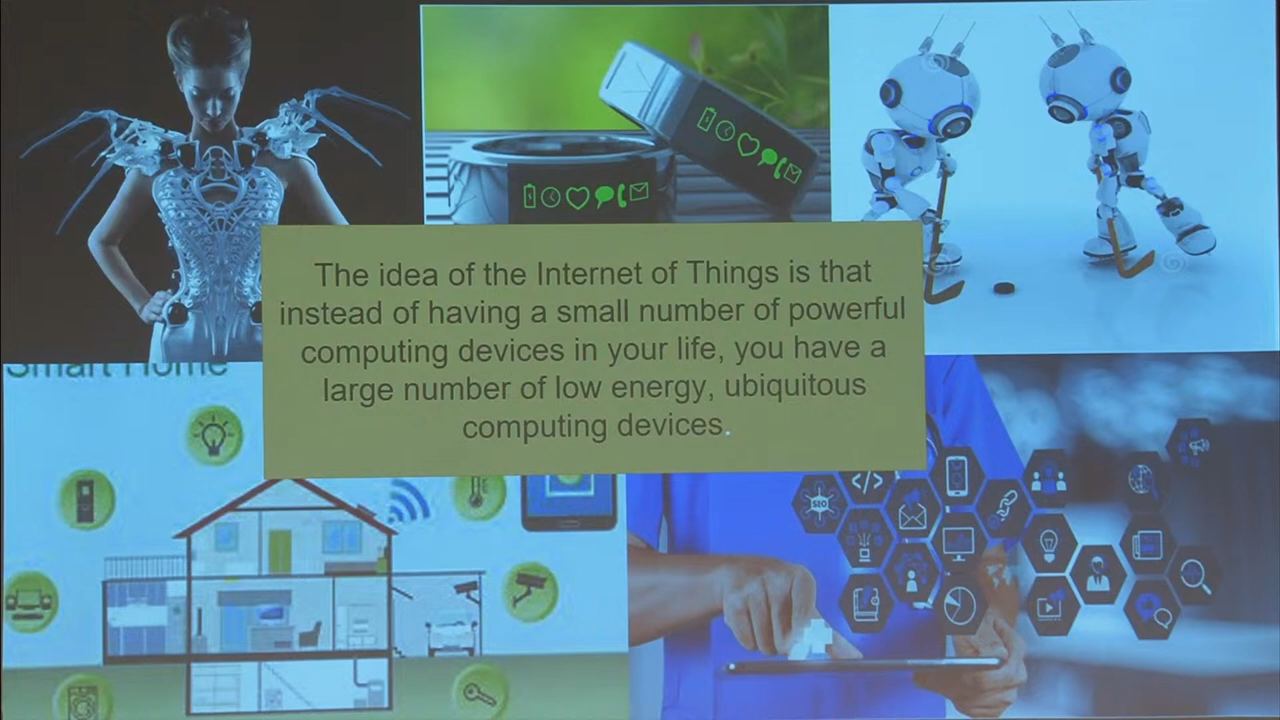 The idea of the Internet of Things is that
instead of having a small number of powerful
computing devices in your life, you have a
large number of low energy, ubiquitous
computing devices.
Smart Home
SEO